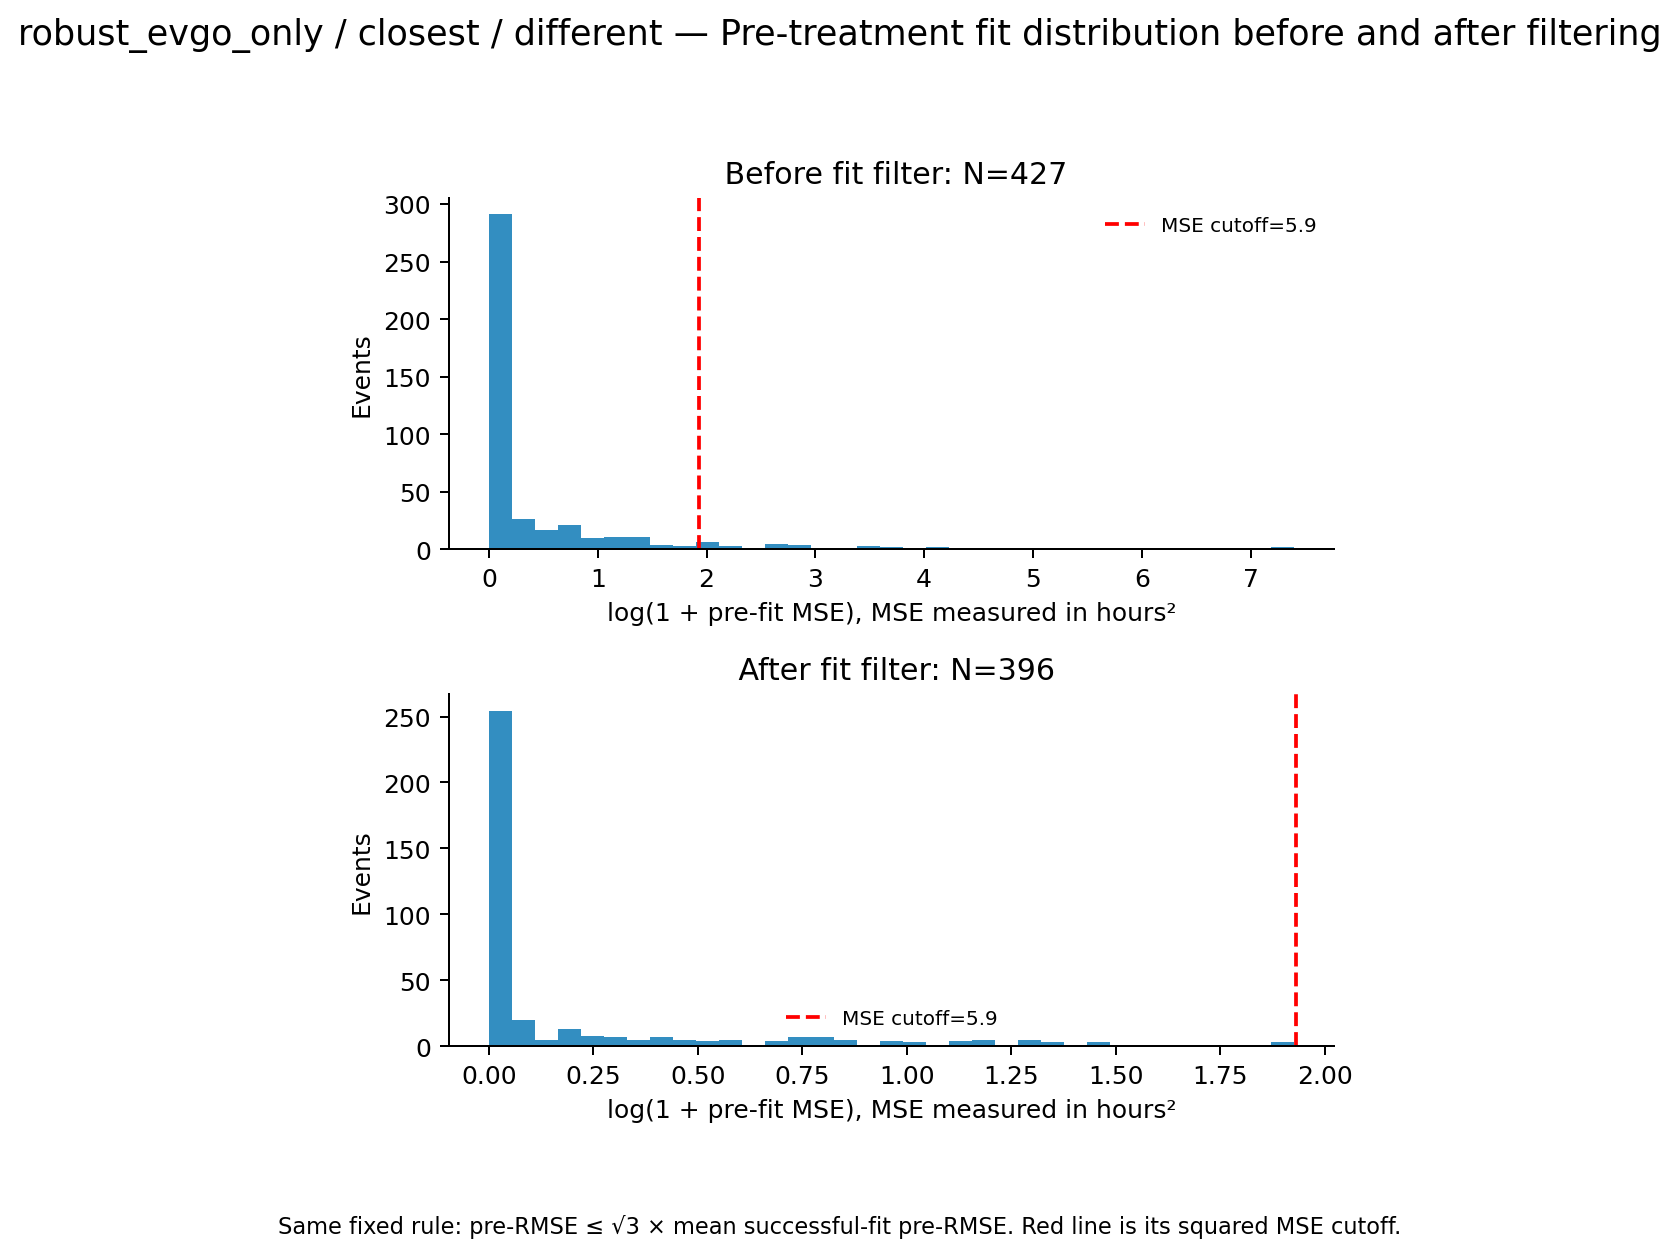 robust_evgo_only / closest / different — Pre-treatment fit distribution before and after filtering
Before fit filter: N=427
MSE cutoff=5.9
Events
300
250
200
150
100
50
0
0 1 2 3 4 5 6 7
log(1 + pre-fit MSE), MSE measured in hours²
After fit filter: N=396
Events
250
200
150
100
50
0
MSE cutoff=5.9
0.00 0.25 0.50 0.75 1.00 1.25 1.50 1.75 2.00
log(1 + pre-fit MSE), MSE measured in hours²
Same fixed rule: pre-RMSE ≤ √3 × mean successful-fit pre-RMSE. Red line is its squared MSE cutoff.